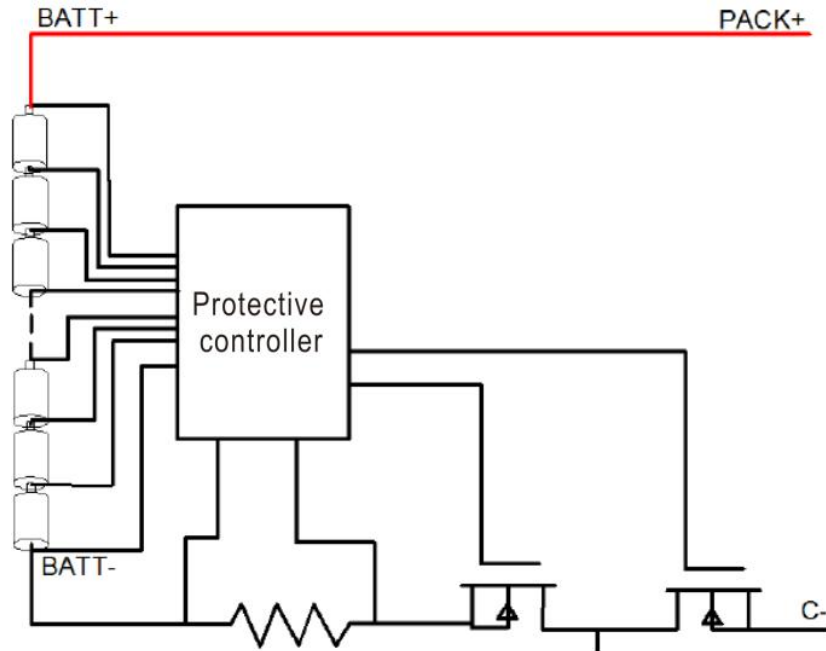 BATT+
PACK+
Protective
controller
BATT-
C-